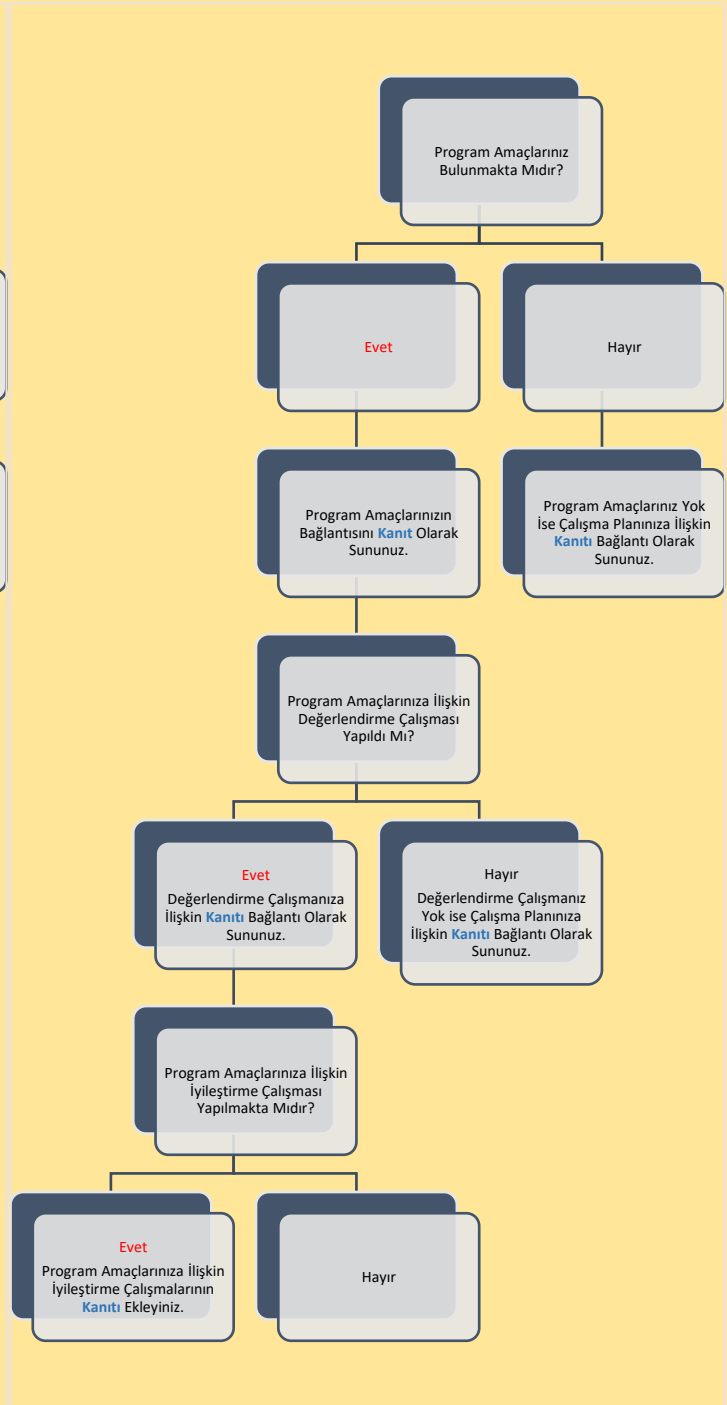 Program Amaçlarınız
Bulunmakta Mıdır?
Evet
Hayır
Program Amaçlarınızın
Bağlantısını Kanıt Olarak
Sununuz.
Program Amaçlarınız Yok
İse Çalışma Planınıza İlişkin
Kanıtı Bağlantı Olarak
Sununuz.
Program Amaçlarınıza İlişkin
Değerlendirme Çalışması
Yapıldı Mı?
Evet
Değerlendirme Çalışmanıza
İlişkin Kanıtı Bağlantı Olarak
Sununuz.
Hayır
Değerlendirme Çalışmanız
Yok ise Çalışma Planınıza
İlişkin Kanıtı Bağlantı Olarak
Sununuz.
Program Amaçlarınıza İlişkin
İyileştirme Çalışması
Yapılmakta Mıdır?
Evet
Program Amaçlarınıza İlişkin
İyileştirme Çalışmalarının
Kanıtı Ekleyiniz.
Hayır